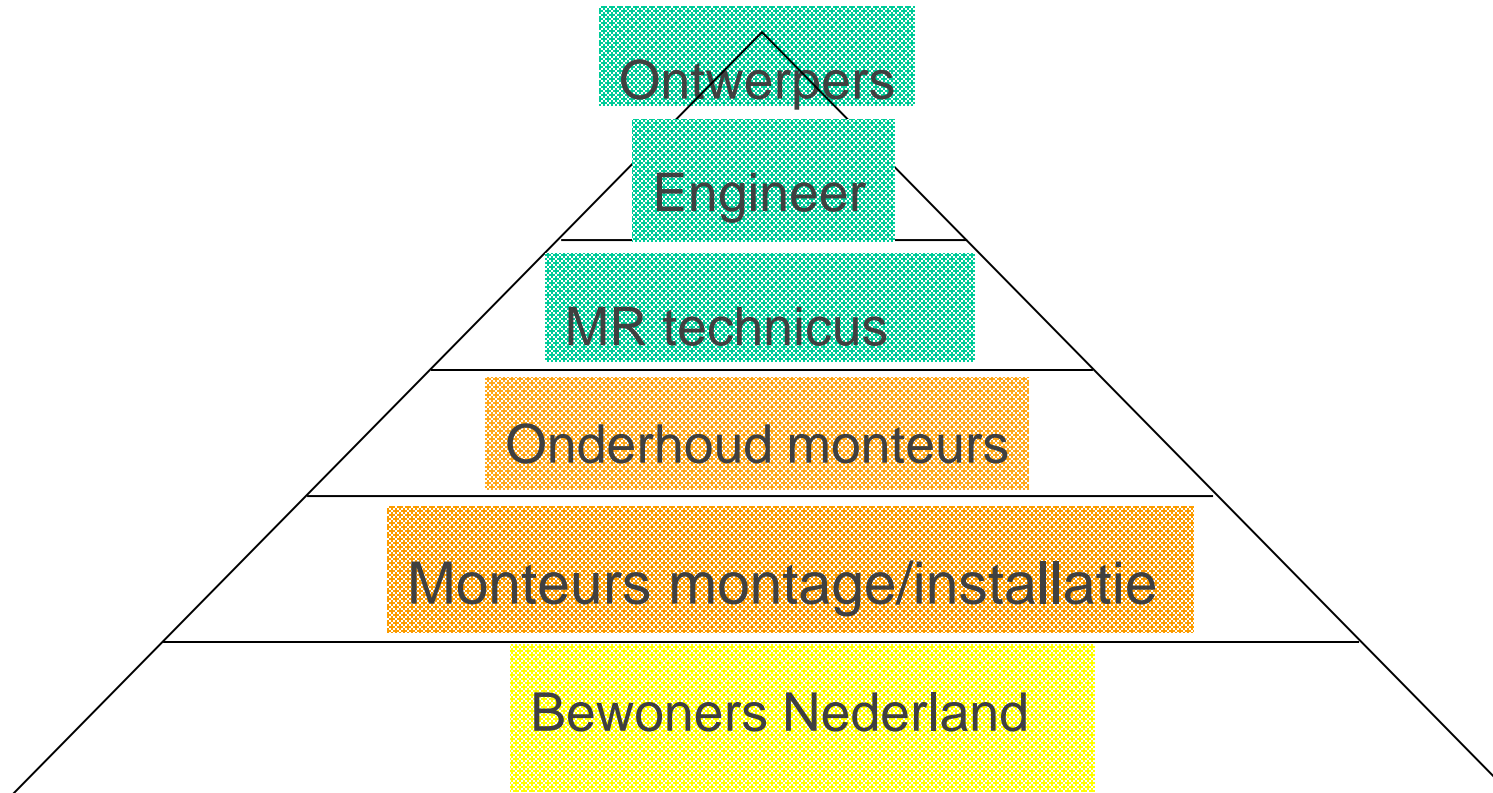 Ontwerpers
Engineer
MR technicus
Onderhoud monteurs
Monteurs montage/installatie
Bewoners Nederland